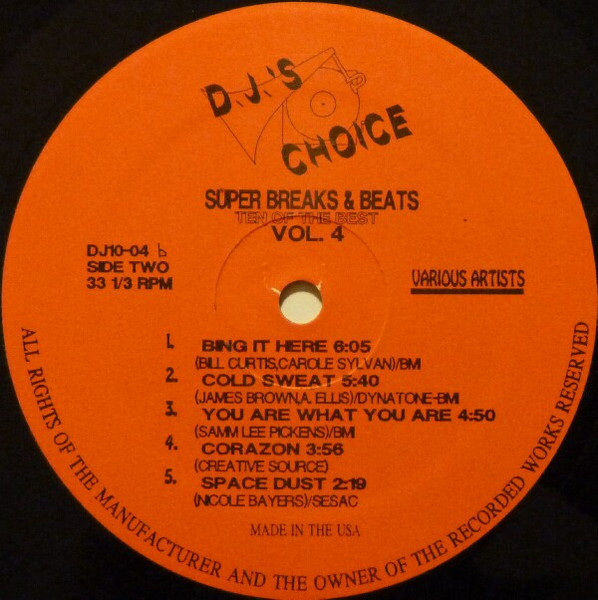 D.J.'S
CHOICE
SUPER BREAKS & BEATS
TEN OF THE BEST
VOL. 4
DJ10-04 b
SIDE TWO
33 1/3 RPM
VARIOUS ARTISTS
1. BIING IT HERE 6:05
(BILL CURTIS,CAROLE SYLVAN)/BMI
2. COLD SWEAT 5:40
(JAMES BROWN,A. ELLIS)/DYNATONE-BMI
3. YOU ARE WHAT YOU ARE 4:50
(SAMM LEE PICKENS)/BMI
4. CORAZON 3:56
(CREATIVE SOURCE)
5. SPACE DUST 2:19
(NICOLE BAYERS)/SESAC
MADE IN THE USA
ALL RIGHTS OF THE MANUFACTURER AND THE OWNER OF THE RECORDED WORKS RESERVED